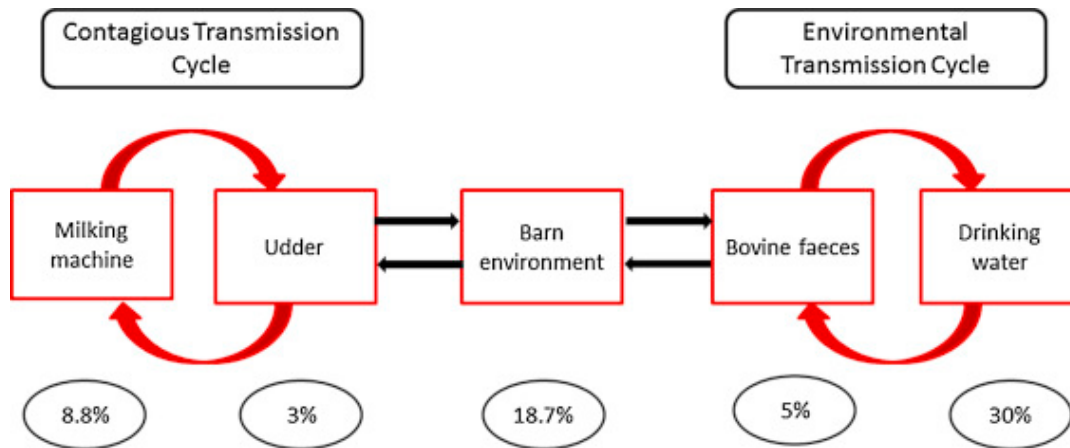 Contagious Transmission
Cycle
Environmental
Transmission Cycle
Milking
machine
Udder
Barn
environment
Bovine faeces
Drinking
water
8.8%
3%
18.7%
5%
30%